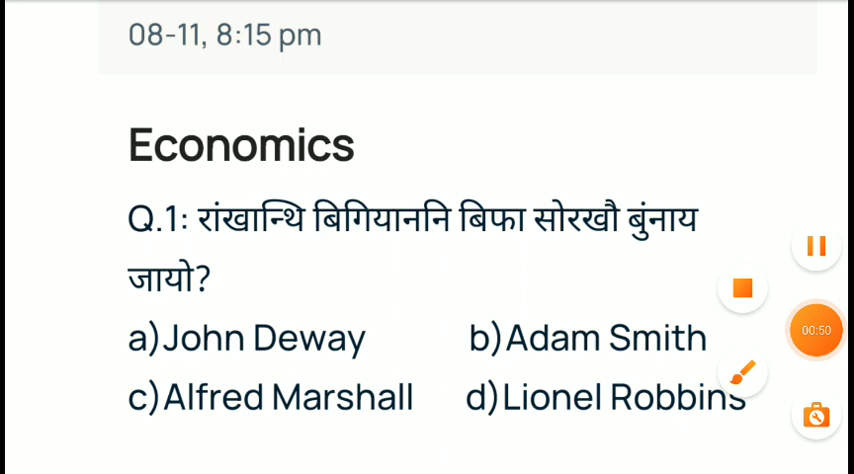 08-11, 8:15 pm
Economics
Q.1: रांखान्थि बिगियाननि बिफा सोरखौ बुंनाय
जायो?
a)John Deway b)Adam Smith
c)Alfred Marshall d)Lionel Robbins
00:50